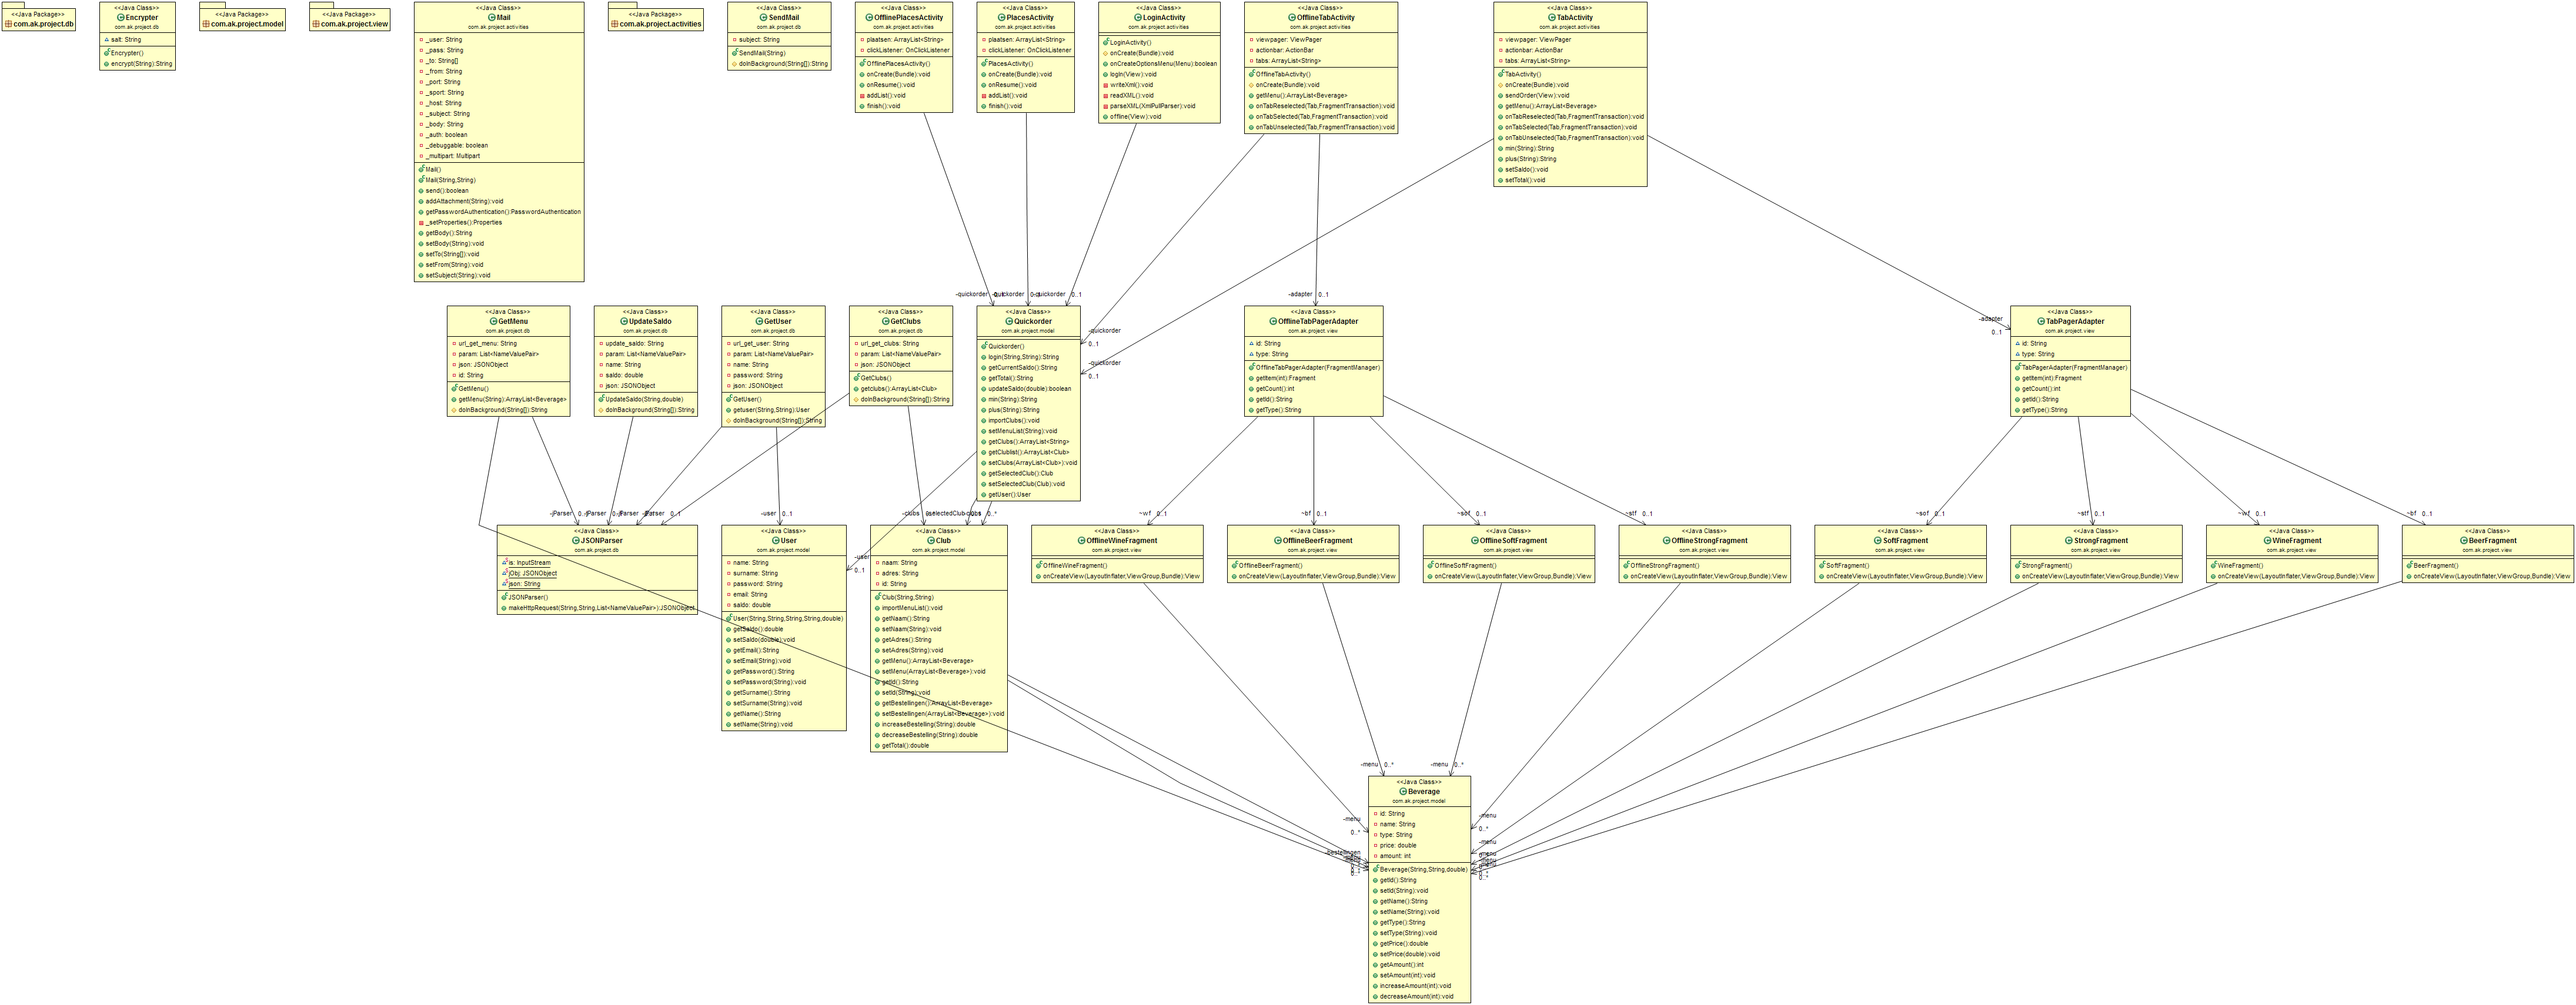 <<Java Package>>
com.ak.project.db
<<Java Class>>
Encrypter
com.ak.project.db
salt: String
Encrypter()
encrypt(String):String
<<Java Package>>
com.ak.project.model
<<Java Package>>
com.ak.project.view
<<Java Class>>
Mail
com.ak.project.activities
_user: String
_pass: String
_to: String[]
_from: String
_port: String
_sport: String
_host: String
_subject: String
_body: String
_auth: boolean
_debuggable: boolean
_multipart: Multipart
Mail()
Mail(String,String)
send():boolean
addAttachment(String):void
getPasswordAuthentication():PasswordAuthentication
_setProperties():Properties
getBody():String
setBody(String):void
setTo(String[]):void
setFrom(String):void
setSubject(String):void
<<Java Package>>
com.ak.project.activities
<<Java Class>>
SendMail
com.ak.project.db
subject: String
SendMail(String)
doInBackground(String[]):String
<<Java Class>>
OfflinePlacesActivity
com.ak.project.activities
plaatsen: ArrayList<String>
clickListener: OnClickListener
OfflinePlacesActivity()
onCreate(Bundle):void
onResume():void
addList():void
finish():void
<<Java Class>>
PlacesActivity
com.ak.project.activities
plaatsen: ArrayList<String>
clickListener: OnClickListener
PlacesActivity()
onCreate(Bundle):void
onResume():void
addList():void
finish():void
<<Java Class>>
LoginActivity
com.ak.project.activities
LoginActivity()
onCreate(Bundle):void
onCreateOptionsMenu(Menu):boolean
login(View):void
writeXml():void
readXML():void
parseXML(XmlPullParser):void
offline(View):void
<<Java Class>>
OfflineTabActivity
com.ak.project.activities
viewpager: ViewPager
actionbar: ActionBar
tabs: ArrayList<String>
OfflineTabActivity()
onCreate(Bundle):void
getMenu():ArrayList<Beverage>
onTabReselected(Tab,FragmentTransaction):void
onTabSelected(Tab,FragmentTransaction):void
onTabUnselected(Tab,FragmentTransaction):void
<<Java Class>>
TabActivity
com.ak.project.activities
viewpager: ViewPager
actionbar: ActionBar
tabs: ArrayList<String>
TabActivity()
onCreate(Bundle):void
sendOrder(View):void
getMenu():ArrayList<Beverage>
onTabReselected(Tab,FragmentTransaction):void
onTabSelected(Tab,FragmentTransaction):void
onTabUnselected(Tab,FragmentTransaction):void
min(String):String
plus(String):String
setSaldo():void
setTotal():void
-quickorder
-quickorder
0..1
-quickorder
0..1
-quickorder
0..1
-adapter
0..1
-adapter
0..1
<<Java Class>>
GetMenu
com.ak.project.db
url_get_menu: String
param: List<NameValuePair>
json: JSONObject
id: String
GetMenu()
getMenu(String):ArrayList<Beverage>
doInBackground(String[]):String
<<Java Class>>
UpdateSaldo
com.ak.project.db
update_saldo: String
param: List<NameValuePair>
name: String
saldo: double
json: JSONObject
UpdateSaldo(String,double)
doInBackground(String[]):String
<<Java Class>>
GetUser
com.ak.project.db
url_get_user: String
param: List<NameValuePair>
name: String
password: String
json: JSONObject
GetUser()
getuser(String,String):User
doInBackground(String[]):String
<<Java Class>>
GetClubs
com.ak.project.db
url_get_clubs: String
param: List<NameValuePair>
json: JSONObject
GetClubs()
getclubs():ArrayList<Club>
doInBackground(String[]):String
<<Java Class>>
Quickorder
com.ak.project.model
Quickorder()
login(String,String):String
getCurrentSaldo():String
getTotal():String
updateSaldo(double):boolean
min(String):String
plus(String):String
importClubs():void
setMenuList(String):void
getClubs():ArrayList<String>
getClublist():ArrayList<Club>
setClubs(ArrayList<Club>):void
getSelectedClub():Club
setSelectedClub(Club):void
getUser():User
<<Java Class>>
OfflineTabPagerAdapter
com.ak.project.view
id: String
type: String
OfflineTabPagerAdapter(FragmentManager)
getItem(int):Fragment
getCount():int
getId():String
getType():String
<<Java Class>>
TabPagerAdapter
com.ak.project.view
id: String
type: String
TabPagerAdapter(FragmentManager)
getItem(int):Fragment
getCount():int
getId():String
getType():String
-jParser
-jParser
-jParser
0..1
-user
0..1
-clubs
-selectedClub
0..*
-user
0..1
~wf
0..1
~bf
0..1
~sof
0..1
~stf
0..1
~sof
0..1
~stf
0..1
~wf
0..1
~bf
0..1
<<Java Class>>
JSONParser
com.ak.project.db
is: InputStream
jObj: JSONObject
json: String
JSONParser()
makeHttpRequest(String,String,List<NameValuePair>):JSONObject
<<Java Class>>
User
com.ak.project.model
name: String
surname: String
password: String
email: String
saldo: double
User(String,String,String,String,double)
getSaldo():double
setSaldo(double):void
getEmail():String
setEmail(String):void
getPassword():String
setPassword(String):void
getSurname():String
setSurname(String):void
getName():String
setName(String):void
<<Java Class>>
Club
com.ak.project.model
naam: String
adres: String
id: String
Club(String,String)
importMenuList():void
getNaam():String
setNaam(String):void
getAdres():String
setAdres(String):void
getMenu():ArrayList<Beverage>
setMenu(ArrayList<Beverage>):void
getId():String
setId(String):void
getBestellingen():ArrayList<Beverage>
setBestellingen(ArrayList<Beverage>):void
increaseBestelling(String):double
decreaseBestelling(String):double
getTotal():double
<<Java Class>>
OfflineWineFragment
com.ak.project.view
OfflineWineFragment()
onCreateView(LayoutInflater,ViewGroup,Bundle):View
<<Java Class>>
OfflineBeerFragment
com.ak.project.view
OfflineBeerFragment()
onCreateView(LayoutInflater,ViewGroup,Bundle):View
<<Java Class>>
OfflineSoftFragment
com.ak.project.view
OfflineSoftFragment()
onCreateView(LayoutInflater,ViewGroup,Bundle):View
<<Java Class>>
OfflineStrongFragment
com.ak.project.view
OfflineStrongFragment()
onCreateView(LayoutInflater,ViewGroup,Bundle):View
<<Java Class>>
SoftFragment
com.ak.project.view
SoftFragment()
onCreateView(LayoutInflater,ViewGroup,Bundle):View
<<Java Class>>
StrongFragment
com.ak.project.view
StrongFragment()
onCreateView(LayoutInflater,ViewGroup,Bundle):View
<<Java Class>>
WineFragment
com.ak.project.view
WineFragment()
onCreateView(LayoutInflater,ViewGroup,Bundle):View
<<Java Class>>
BeerFragment
com.ak.project.view
BeerFragment()
onCreateView(LayoutInflater,ViewGroup,Bundle):View
-menu
0..*
-menu
0..*
-menu
0..*
-menu
0..*
-menu
-menu
-menu
0..*
-bestellingen
<<Java Class>>
Beverage
com.ak.project.model
id: String
name: String
type: String
price: double
amount: int
Beverage(String,String,double)
getId():String
setId(String):void
getName():String
setName(String):void
getType():String
setType(String):void
getPrice():double
setPrice(double):void
getAmount():int
setAmount(int):void
increaseAmount(int):void
decreaseAmount(int):void